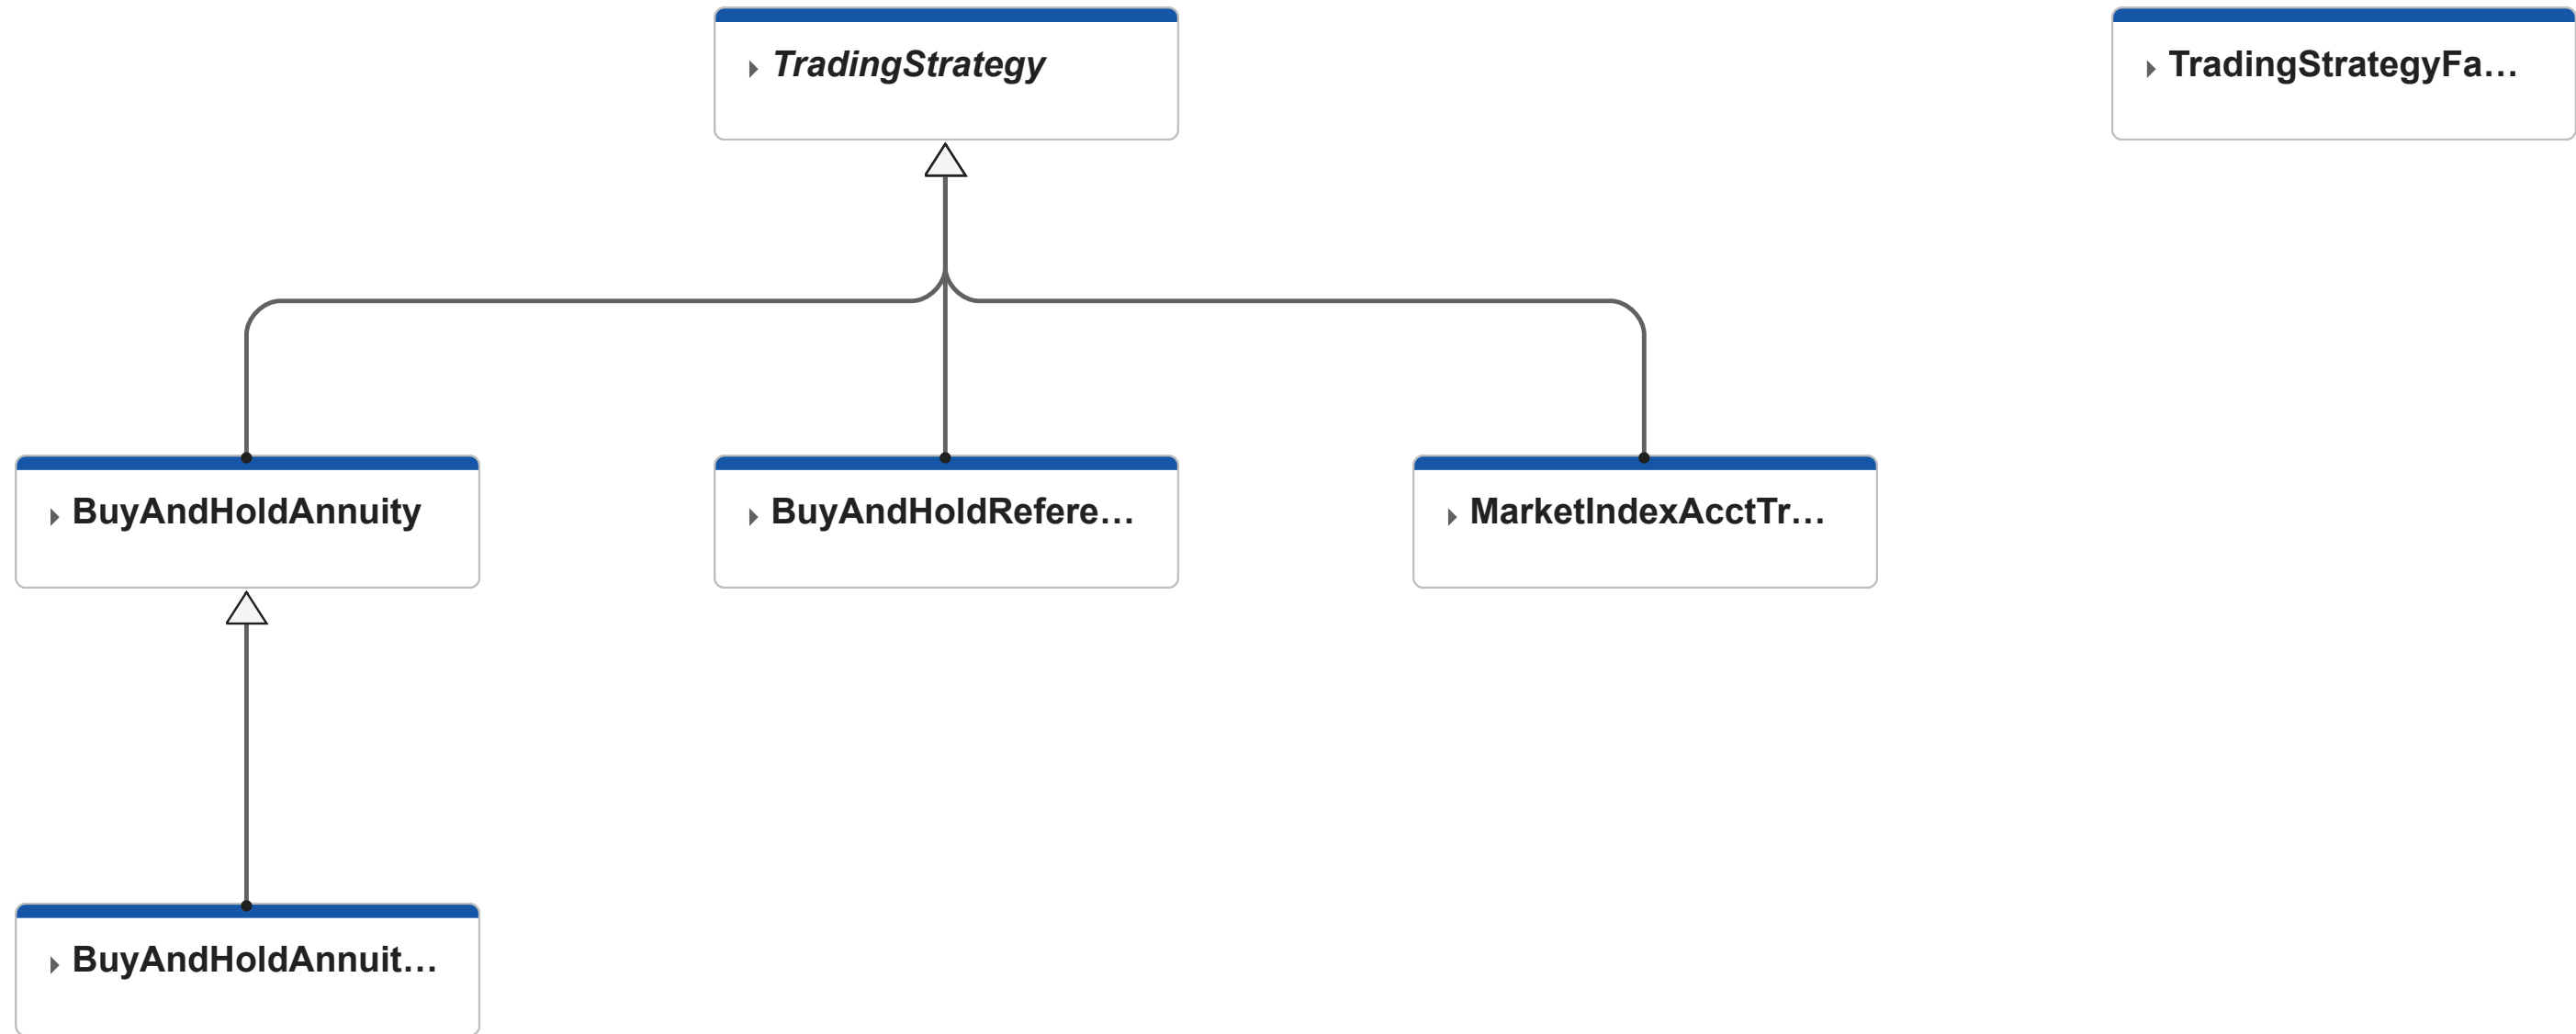 TradingStrategy
TradingStrategyFa...
BuyAndHoldAnnuity
BuyAndHoldRefere...
MarketIndexAcctTr...
BuyAndHoldAnnuit...